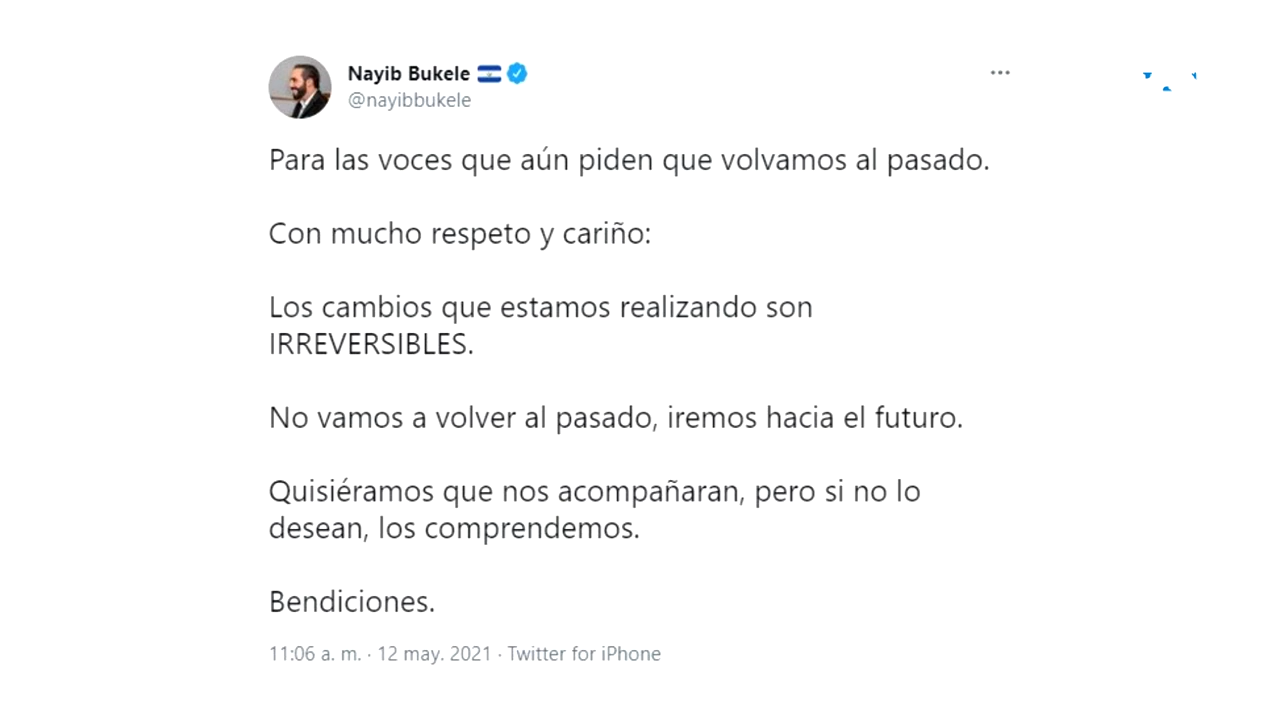 Nayib Bukele
@nayibbukele
Para las voces que aún piden que volvamos al pasado.
Con mucho respeto y cariño:
Los cambios que estamos realizando son
IRREVERSIBLES.
No vamos a volver al pasado, iremos hacia el futuro.
Quisiéramos que nos acompañaran, pero si no lo
desean, los comprendemos.
Bendiciones.
11:06 a. m. · 12 may. 2021 · Twitter for iPhone